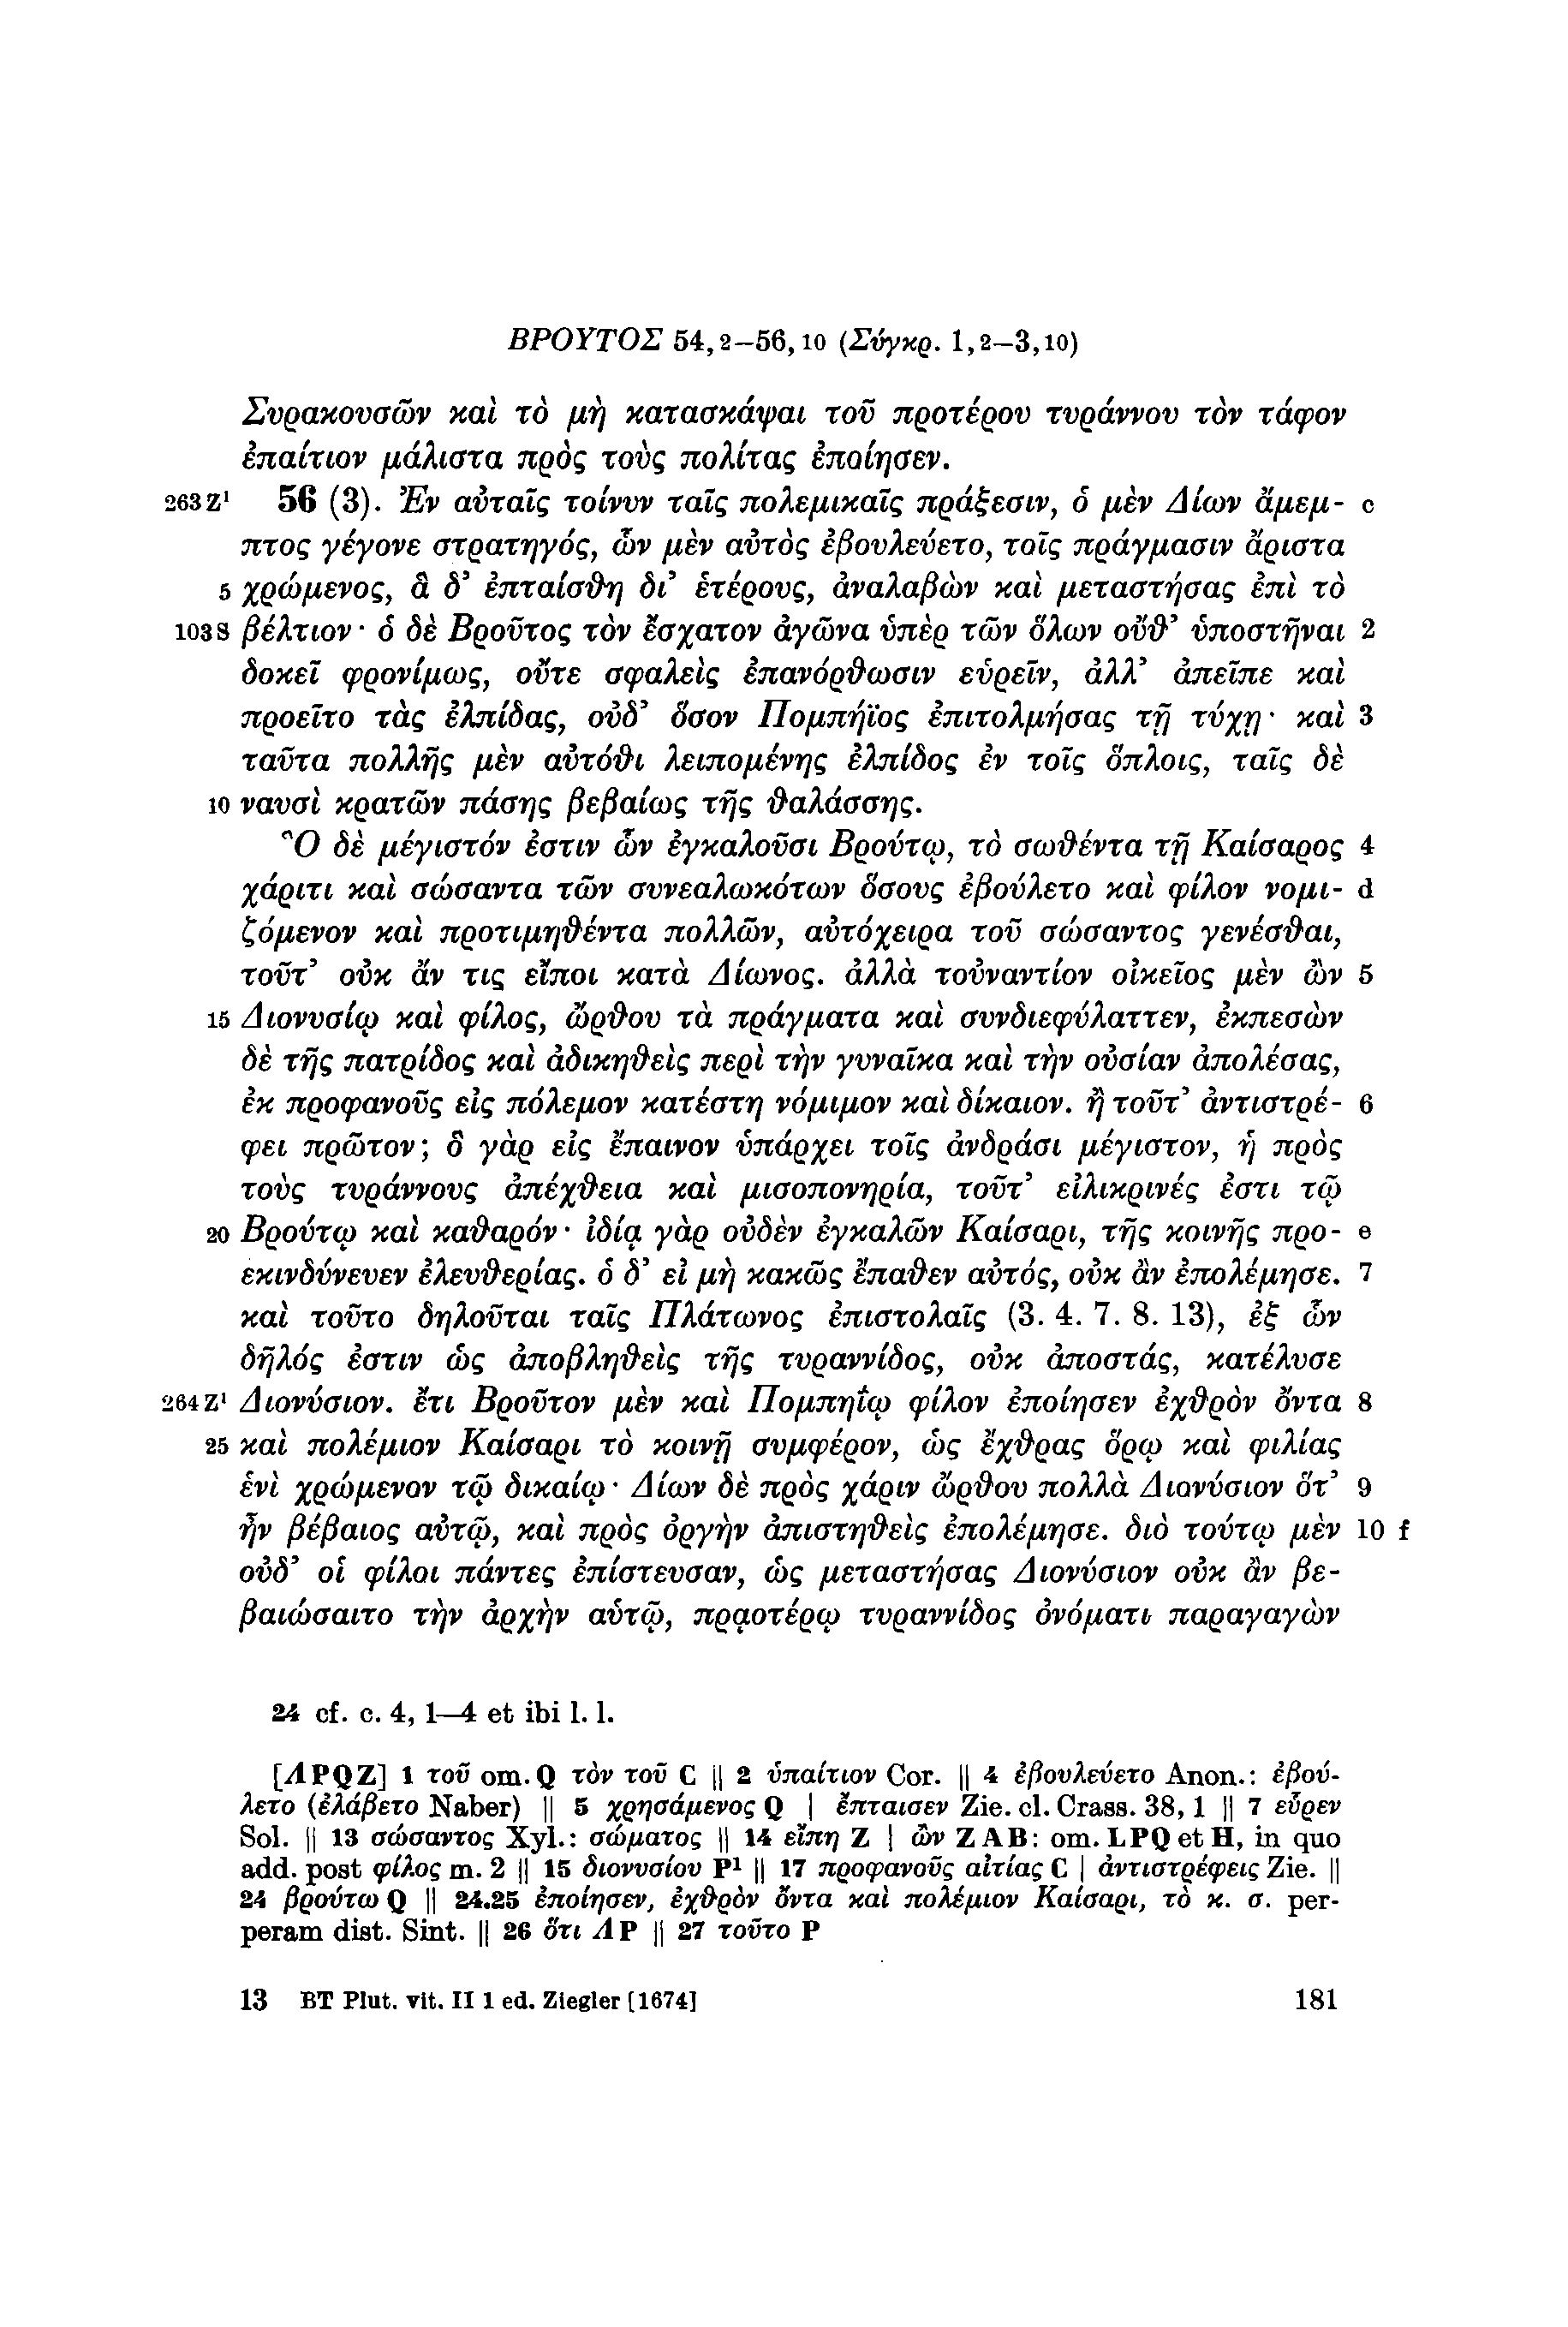 ΒΡΟΥΤΟΣ 54,2–56,10 (Σύγκρ. 1,2–3,10)
Συρακουσῶν καὶ τὸ μὴ κατασκάψαι τοῦ προτέρου τυράννου τὸν τάφον
ἐπαίτιον μάλιστα πρὸς τοὺς πολίτας ἐποίησεν.
263 Z¹ 56 (3). Ἐν αὐταῖς τοίνυν ταῖς πολεμικαῖς πράξεσιν, ὁ μὲν Δίων ἄμεμ- c
πτος γέγονε στρατηγός, ὧν μὲν αὐτὸς ἐβουλεύετο, τοῖς πράγμασιν ἄριστα
5 χρώμενος, ἃ δ’ ἐπταίσθη δι’ ἑτέρους, ἀναλαβὼν καὶ μεταστήσας ἐπὶ τὸ
103 S βέλτιον· ὁ δὲ Βροῦτος τὸν ἔσχατον ἀγῶνα ὑπὲρ τῶν ὅλων οὔθ’ ὑποστῆναι 2
δοκεῖ φρονίμως, οὔτε σφαλεὶς ἐπανόρθωσιν εὑρεῖν, ἀλλ’ ἀπεῖπε καὶ
προεῖτο τὰς ἐλπίδας, οὐδ’ ὅσον Πομπήϊος ἐπιτολμήσας τῇ τύχῃ· καὶ 3
ταῦτα πολλῆς μὲν αὐτόθι λειπομένης ἐλπίδος ἐν τοῖς ὅπλοις, ταῖς δὲ
10 ναυσὶ κρατῶν πάσης βεβαίως τῆς θαλάσσης.
Ὃ δὲ μέγιστόν ἐστιν ὧν ἐγκαλοῦσι Βρούτῳ, τὸ σωθέντα τῇ Καίσαρος 4
χάριτι καὶ σώσαντα τῶν συνεαλωκότων ὅσους ἐβούλετο καὶ φίλον νομι- d
ζόμενον καὶ προτιμηθέντα πολλῶν, αὐτόχειρα τοῦ σώσαντος γενέσθαι,
τοῦτ’ οὐκ ἄν τις εἴποι κατὰ Δίωνος. ἀλλὰ τοὐναντίον οἰκεῖος μὲν ὢν 5
15 Διονυσίῳ καὶ φίλος, ὤρθου τὰ πράγματα καὶ συνδιεφύλαττεν, ἐκπεσὼν
δὲ τῆς πατρίδος καὶ ἀδικηθεὶς περὶ τὴν γυναῖκα καὶ τὴν οὐσίαν ἀπολέσας,
ἐκ προφανοῦς εἰς πόλεμον κατέστη νόμιμον καὶ δίκαιον. ἢ τοῦτ’ ἀντιστρέ- 6
φει πρῶτον; ὃ γὰρ εἰς ἔπαινον ὑπάρχει τοῖς ἀνδράσι μέγιστον, ἡ πρὸς
τοὺς τυράννους ἀπέχθεια καὶ μισοπονηρία, τοῦτ’ εἰλικρινές ἐστι τῷ
20 Βρούτῳ καὶ καθαρόν· ἰδίᾳ γὰρ οὐδὲν ἐγκαλῶν Καίσαρι, τῆς κοινῆς προ- e
εκινδύνευεν ἐλευθερίας. ὁ δ’ εἰ μὴ κακῶς ἔπαθεν αὐτός, οὐκ ἂν ἐπολέμησε. 7
καὶ τοῦτο δηλοῦται ταῖς Πλάτωνος ἐπιστολαῖς (3. 4. 7. 8. 13), ἐξ ὧν
δῆλός ἐστιν ὡς ἀποβληθεὶς τῆς τυραννίδος, οὐκ ἀποστάς, κατέλυσε
264 Z¹ Διονύσιον. ἔτι Βροῦτον μὲν καὶ Πομπηΐῳ φίλον ἐποίησεν ἐχθρὸν ὄντα 8
25 καὶ πολέμιον Καίσαρι τὸ κοινῇ συμφέρον, ὡς ἔχθρας ὅρῳ καὶ φιλίας
ἑνὶ χρώμενον τῷ δικαίῳ· Δίων δὲ πρὸς χάριν ὤρθου πολλὰ Διονύσιον ὅτ’ 9
ἦν βέβαιος αὐτῷ, καὶ πρὸς ὀργὴν ἀπιστηθεὶς ἐπολέμησε. διὸ τούτῳ μὲν 10 f
οὐδ’ οἱ φίλοι πάντες ἐπίστευσαν, ὡς μεταστήσας Διονύσιον οὐκ ἂν βε-
βαιώσαιτο τὴν ἀρχὴν αὑτῷ, πρᾳοτέρῳ τυραννίδος ὀνόματι παραγαγὼν
24 cf. c. 4, 1—4 et ibi l. l.
[ΛPQZ] 1 τοῦ om. Q τὸν τοῦ C || 2 ὑπαίτιον Cor. || 4 ἐβουλεύετο Anon.: ἐβού-
λετο (ἐλάβετο Naber) || 5 χρησάμενος Q | ἔπταισεν Zie. cl. Crass. 38, 1 || 7 εὗρεν
Sol. || 13 σώσαντος Xyl.: σώματος || 14 εἴπη Z | ὢν ZAB: om. LPQ et H, in quo
add. post φίλος m. 2 || 15 διονυσίου P¹ || 17 προφανοῦς αἰτίας C | ἀντιστρέφεις Zie. ||
24 βρούτω Q || 24.25 ἐποίησεν, ἐχθρὸν ὄντα καὶ πολέμιον Καίσαρι, τὸ κ. σ. per-
peram dist. Sint. || 26 ὅτι ΛP || 27 τοῦτο P
13 BT Plut. vit. II 1 ed. Ziegler [1674] 181